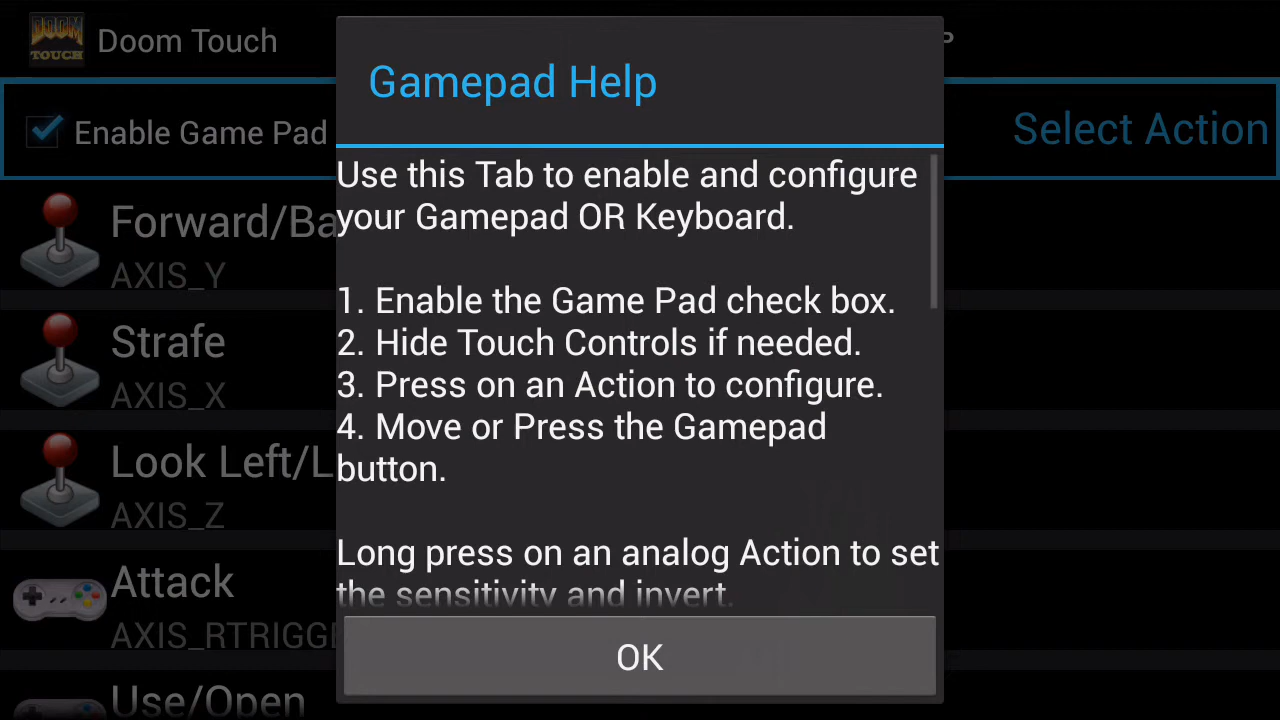 DOOM
TOUCH
Doom Touch
Gamepad Help
Enable Game Pad
Select Action
Use this Tab to enable and configure
your Gamepad OR Keyboard.
1. Enable the Game Pad check box.
2. Hide Touch Controls if needed.
3. Press on an Action to configure.
4. Move or Press the Gamepad
button.
Long press on an analog Action to set
the sensitivity and invert.
OK
Forward/Ba
AXIS_Y
Strafe
AXIS_X
Look Left/L
AXIS_Z
Attack
AXIS_RTRIGGE
Use/Open